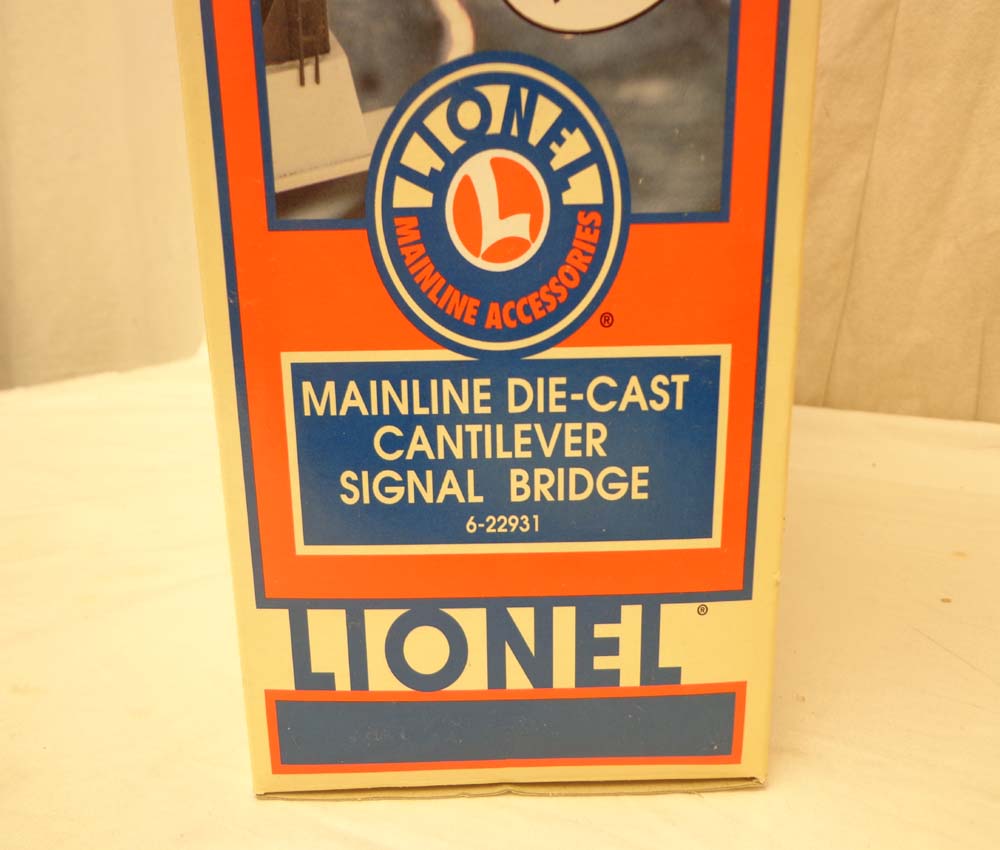 LIONEL
L
MAINLINE ACCESSORIES
®
MAINLINE DIE-CAST
CANTILEVER
SIGNAL BRIDGE
6-22931
LIONEL ®